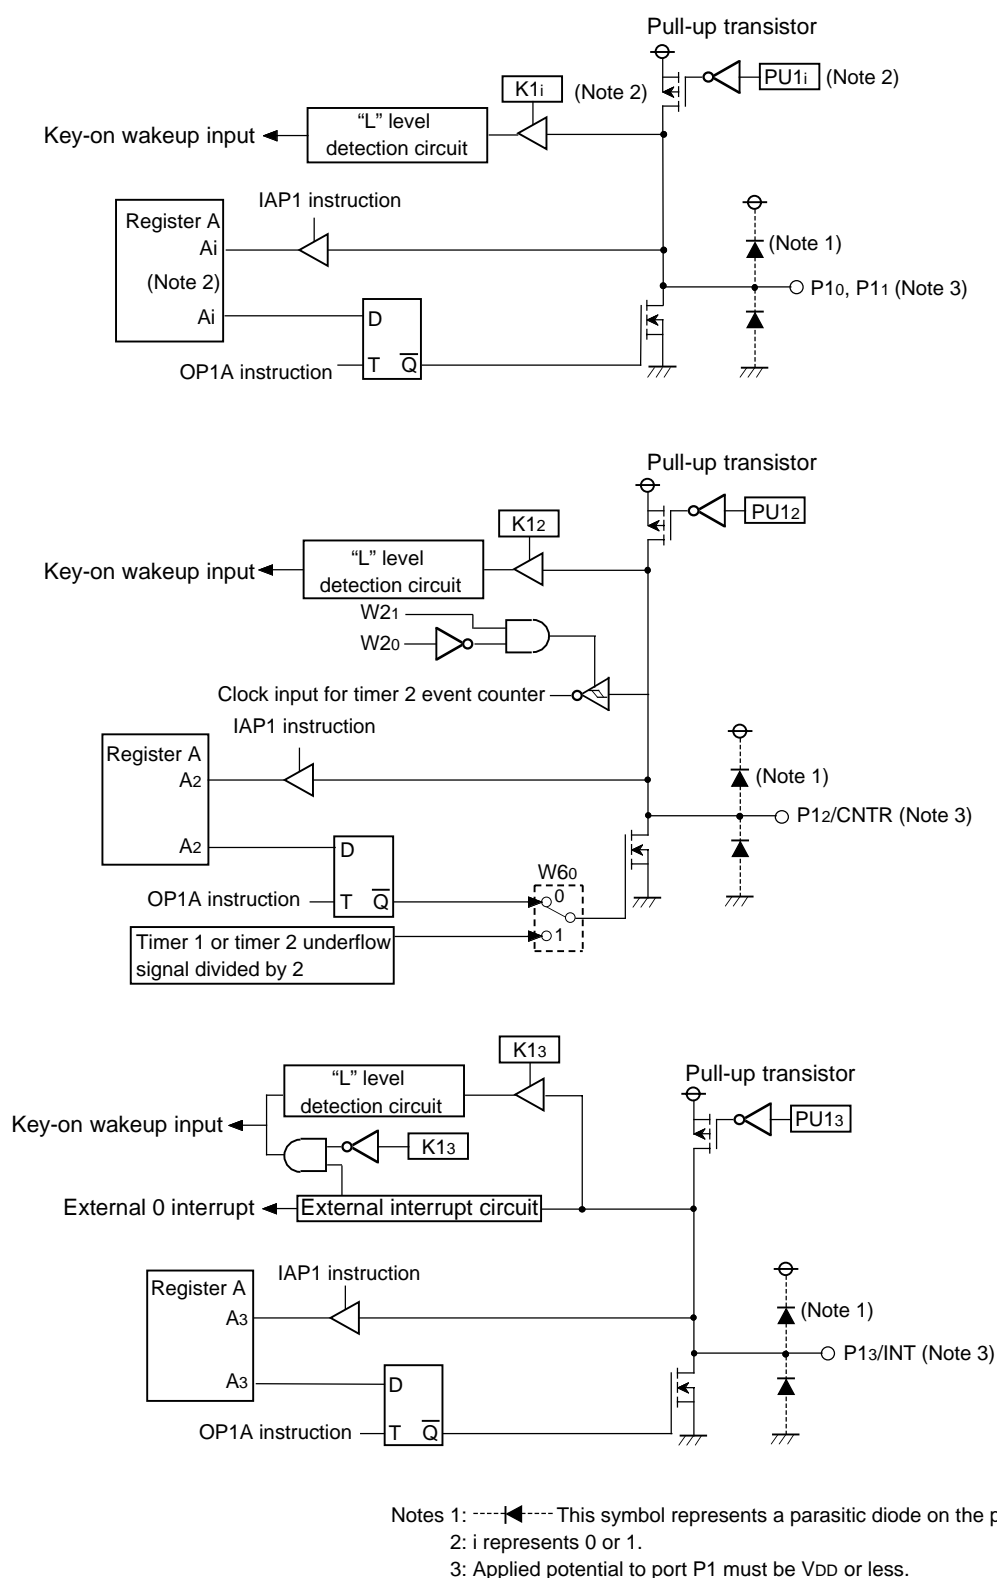 Pull-up transistor
PU1i (Note 2)
K1i (Note 2)
Key-on wakeup input
“L” level
detection circuit
IAP1 instruction
Register A
Ai
(Note 2)
Ai
D
T Q
OP1A instruction
(Note 1)
P10, P11 (Note 3)
Pull-up transistor
PU12
K12
Key-on wakeup input
“L” level
detection circuit
W21
W20
Clock input for timer 2 event counter
IAP1 instruction
Register A
A2
A2
D
T Q
OP1A instruction
W60
0
1
Timer 1 or timer 2 underflow
signal divided by 2
(Note 1)
P12/CNTR (Note 3)
K13
Pull-up transistor
PU13
“L” level
detection circuit
Key-on wakeup input
K13
External 0 interrupt
External interrupt circuit
IAP1 instruction
Register A
A3
A3
D
T Q
OP1A instruction
(Note 1)
P13/INT (Note 3)
Notes 1: This symbol represents a parasitic diode on the
2: i represents 0 or 1.
3: Applied potential to port P1 must be VDD or less.